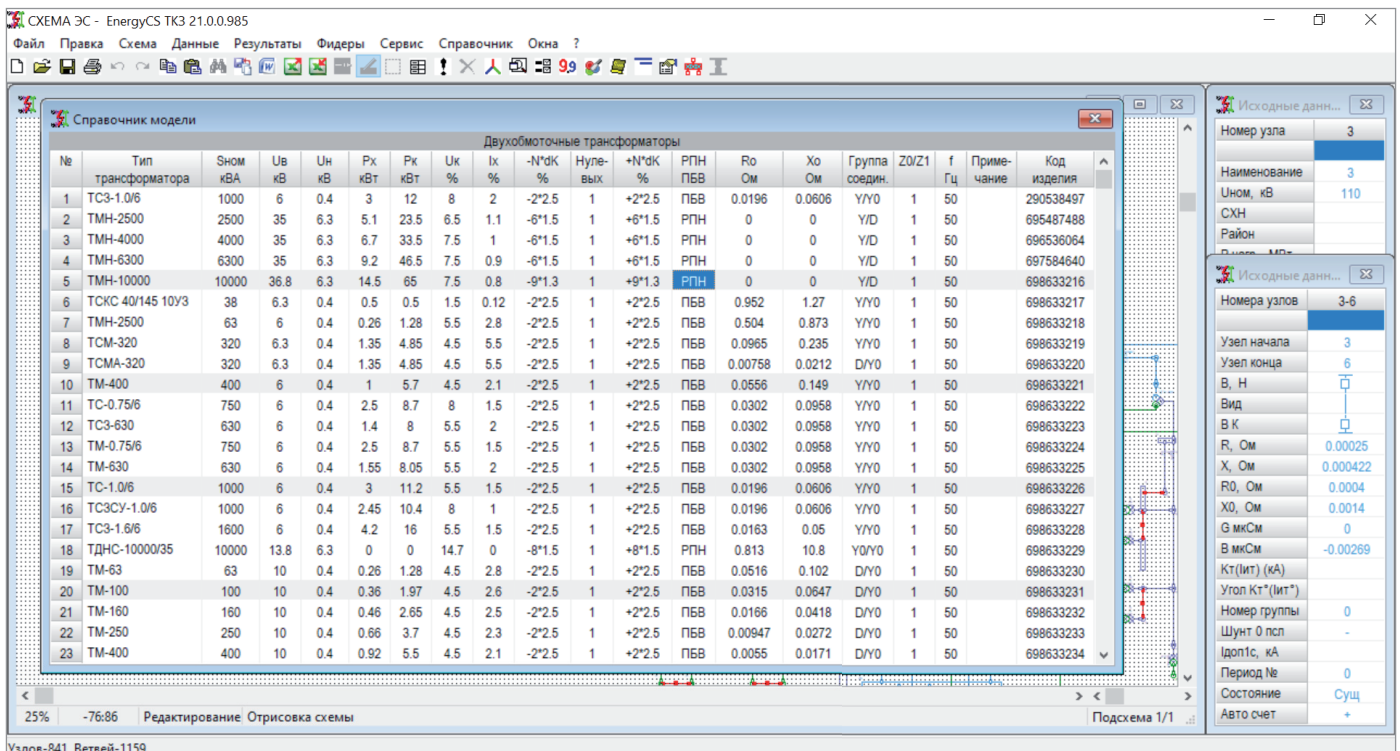 СХЕМА ЭС - EnergyCS ТКЗ 21.0.0.985
Файл Правка Схема Данные Результаты Фидеры Сервис Справочник Окна ?
Справочник модели
Двухобмоточные трансформаторы
№ Тип Sном Uв Uн Рх Рк Uк Iх -N*dK Нуле- +N*dK РПН Rо Хо Группа Z0/Z1 f Приме- Код
трансформатора кВА кВ кВ кВт кВт % % % вых % ПБВ Ом Ом соедин. Гц чание изделия
1 ТСЗ-1.0/6 1000 6 0.4 3 12 8 2 -2*2.5 1 +2*2.5 ПБВ 0.0196 0.0606 Y/Y0 1 50 290538497
2 ТМН-2500 2500 35 6.3 5.1 23.5 6.5 1.1 -6*1.5 1 +6*1.5 РПН 0 0 Y/D 1 50 695487488
3 ТМН-4000 4000 35 6.3 6.7 33.5 7.5 1 -6*1.5 1 +6*1.5 РПН 0 0 Y/D 1 50 696536064
4 ТМН-6300 6300 35 6.3 9.2 46.5 7.5 0.9 -6*1.5 1 +6*1.5 РПН 0 0 Y/D 1 50 697584640
5 ТМН-10000 10000 36.8 6.3 14.5 65 7.5 0.8 -9*1.3 1 +9*1.3 РПН 0 0 Y/D 1 50 698633216
6 ТСКС 40/145 10У3 38 6.3 0.4 0.5 0.5 1.5 0.12 -2*2.5 1 +2*2.5 ПБВ 0.952 1.27 Y/Y0 1 50 698633217
7 ТМН-2500 63 6 0.4 0.26 1.28 5.5 2.8 -2*2.5 1 +2*2.5 ПБВ 0.504 0.873 Y/Y0 1 50 698633218
8 ТСМ-320 320 6.3 0.4 1.35 4.85 4.5 5.5 -2*2.5 1 +2*2.5 ПБВ 0.0965 0.235 Y/Y0 1 50 698633219
9 ТСМА-320 320 6.3 0.4 1.35 4.85 4.5 5.5 -2*2.5 1 +2*2.5 ПБВ 0.00758 0.0212 D/Y0 1 50 698633220
10 ТМ-400 400 6 0.4 1 5.7 4.5 2.1 -2*2.5 1 +2*2.5 ПБВ 0.0556 0.149 Y/Y0 1 50 698633221
11 ТС-0.75/6 750 6 0.4 2.5 8.7 8 1.5 -2*2.5 1 +2*2.5 ПБВ 0.0302 0.0958 Y/Y0 1 50 698633222
12 ТСЗ-630 630 6 0.4 1.4 8 5.5 2 -2*2.5 1 +2*2.5 ПБВ 0.0302 0.0958 Y/Y0 1 50 698633223
13 ТМ-0.75/6 750 6 0.4 2.5 8.7 5.5 1.5 -2*2.5 1 +2*2.5 ПБВ 0.0302 0.0958 Y/Y0 1 50 698633224
14 ТМ-630 630 6 0.4 1.55 8.05 5.5 2 -2*2.5 1 +2*2.5 ПБВ 0.0302 0.0958 Y/Y0 1 50 698633225
15 ТС-1.0/6 1000 6 0.4 3 11.2 5.5 1.5 -2*2.5 1 +2*2.5 ПБВ 0.0196 0.0606 Y/Y0 1 50 698633226
16 ТСЗСУ-1.0/6 1000 6 0.4 2.45 10.4 8 1 -2*2.5 1 +2*2.5 ПБВ 0.0196 0.0606 Y/Y0 1 50 698633227
17 ТСЗ-1.6/6 1600 6 0.4 4.2 16 5.5 1.5 -2*2.5 1 +2*2.5 ПБВ 0.0163 0.05 Y/Y0 1 50 698633228
18 ТДНС-10000/35 10000 13.8 6.3 0 0 14.7 0 -8*1.5 1 +8*1.5 РПН 0.813 10.8 Y0/Y0 1 50 698633229
19 ТМ-63 63 10 0.4 0.26 1.28 4.5 2.8 -2*2.5 1 +2*2.5 ПБВ 0.0516 0.102 D/Y0 1 50 698633230
20 ТМ-100 100 10 0.4 0.36 1.97 4.5 2.6 -2*2.5 1 +2*2.5 ПБВ 0.0315 0.0647 D/Y0 1 50 698633231
21 ТМ-160 160 10 0.4 0.46 2.65 4.5 2.5 -2*2.5 1 +2*2.5 ПБВ 0.0166 0.0418 D/Y0 1 50 698633232
22 ТМ-250 250 10 0.4 0.66 3.7 4.5 2.3 -2*2.5 1 +2*2.5 ПБВ 0.00947 0.0272 D/Y0 1 50 698633233
23 ТМ-400 400 10 0.4 0.92 5.5 4.5 2.1 -2*2.5 1 +2*2.5 ПБВ 0.0055 0.0171 D/Y0 1 50 698633234
Исходные данн...
Номер узла 3
Наименование 3
Uном, кВ 110
СХН
Район
Исходные данн...
Номера узлов 3-6
Узел начала 3
Узел конца 6
В, Н
Вид
В К
R, Ом 0.00025
X, Ом 0.000422
R0, Ом 0.0004
X0, Ом 0.0014
G мкСм 0
B мкСм -0.00269
Кт(Iит) (кА)
Угол Кт°(Iит°)
Номер группы 0
Шунт 0 псл -
Iдоп1с, кА
Период № 0
Состояние Сущ
Авто счет +
25% -76:86 Редактирование Отрисовка схемы Подсхема 1/1
Узлов-841 Ветвей-1159